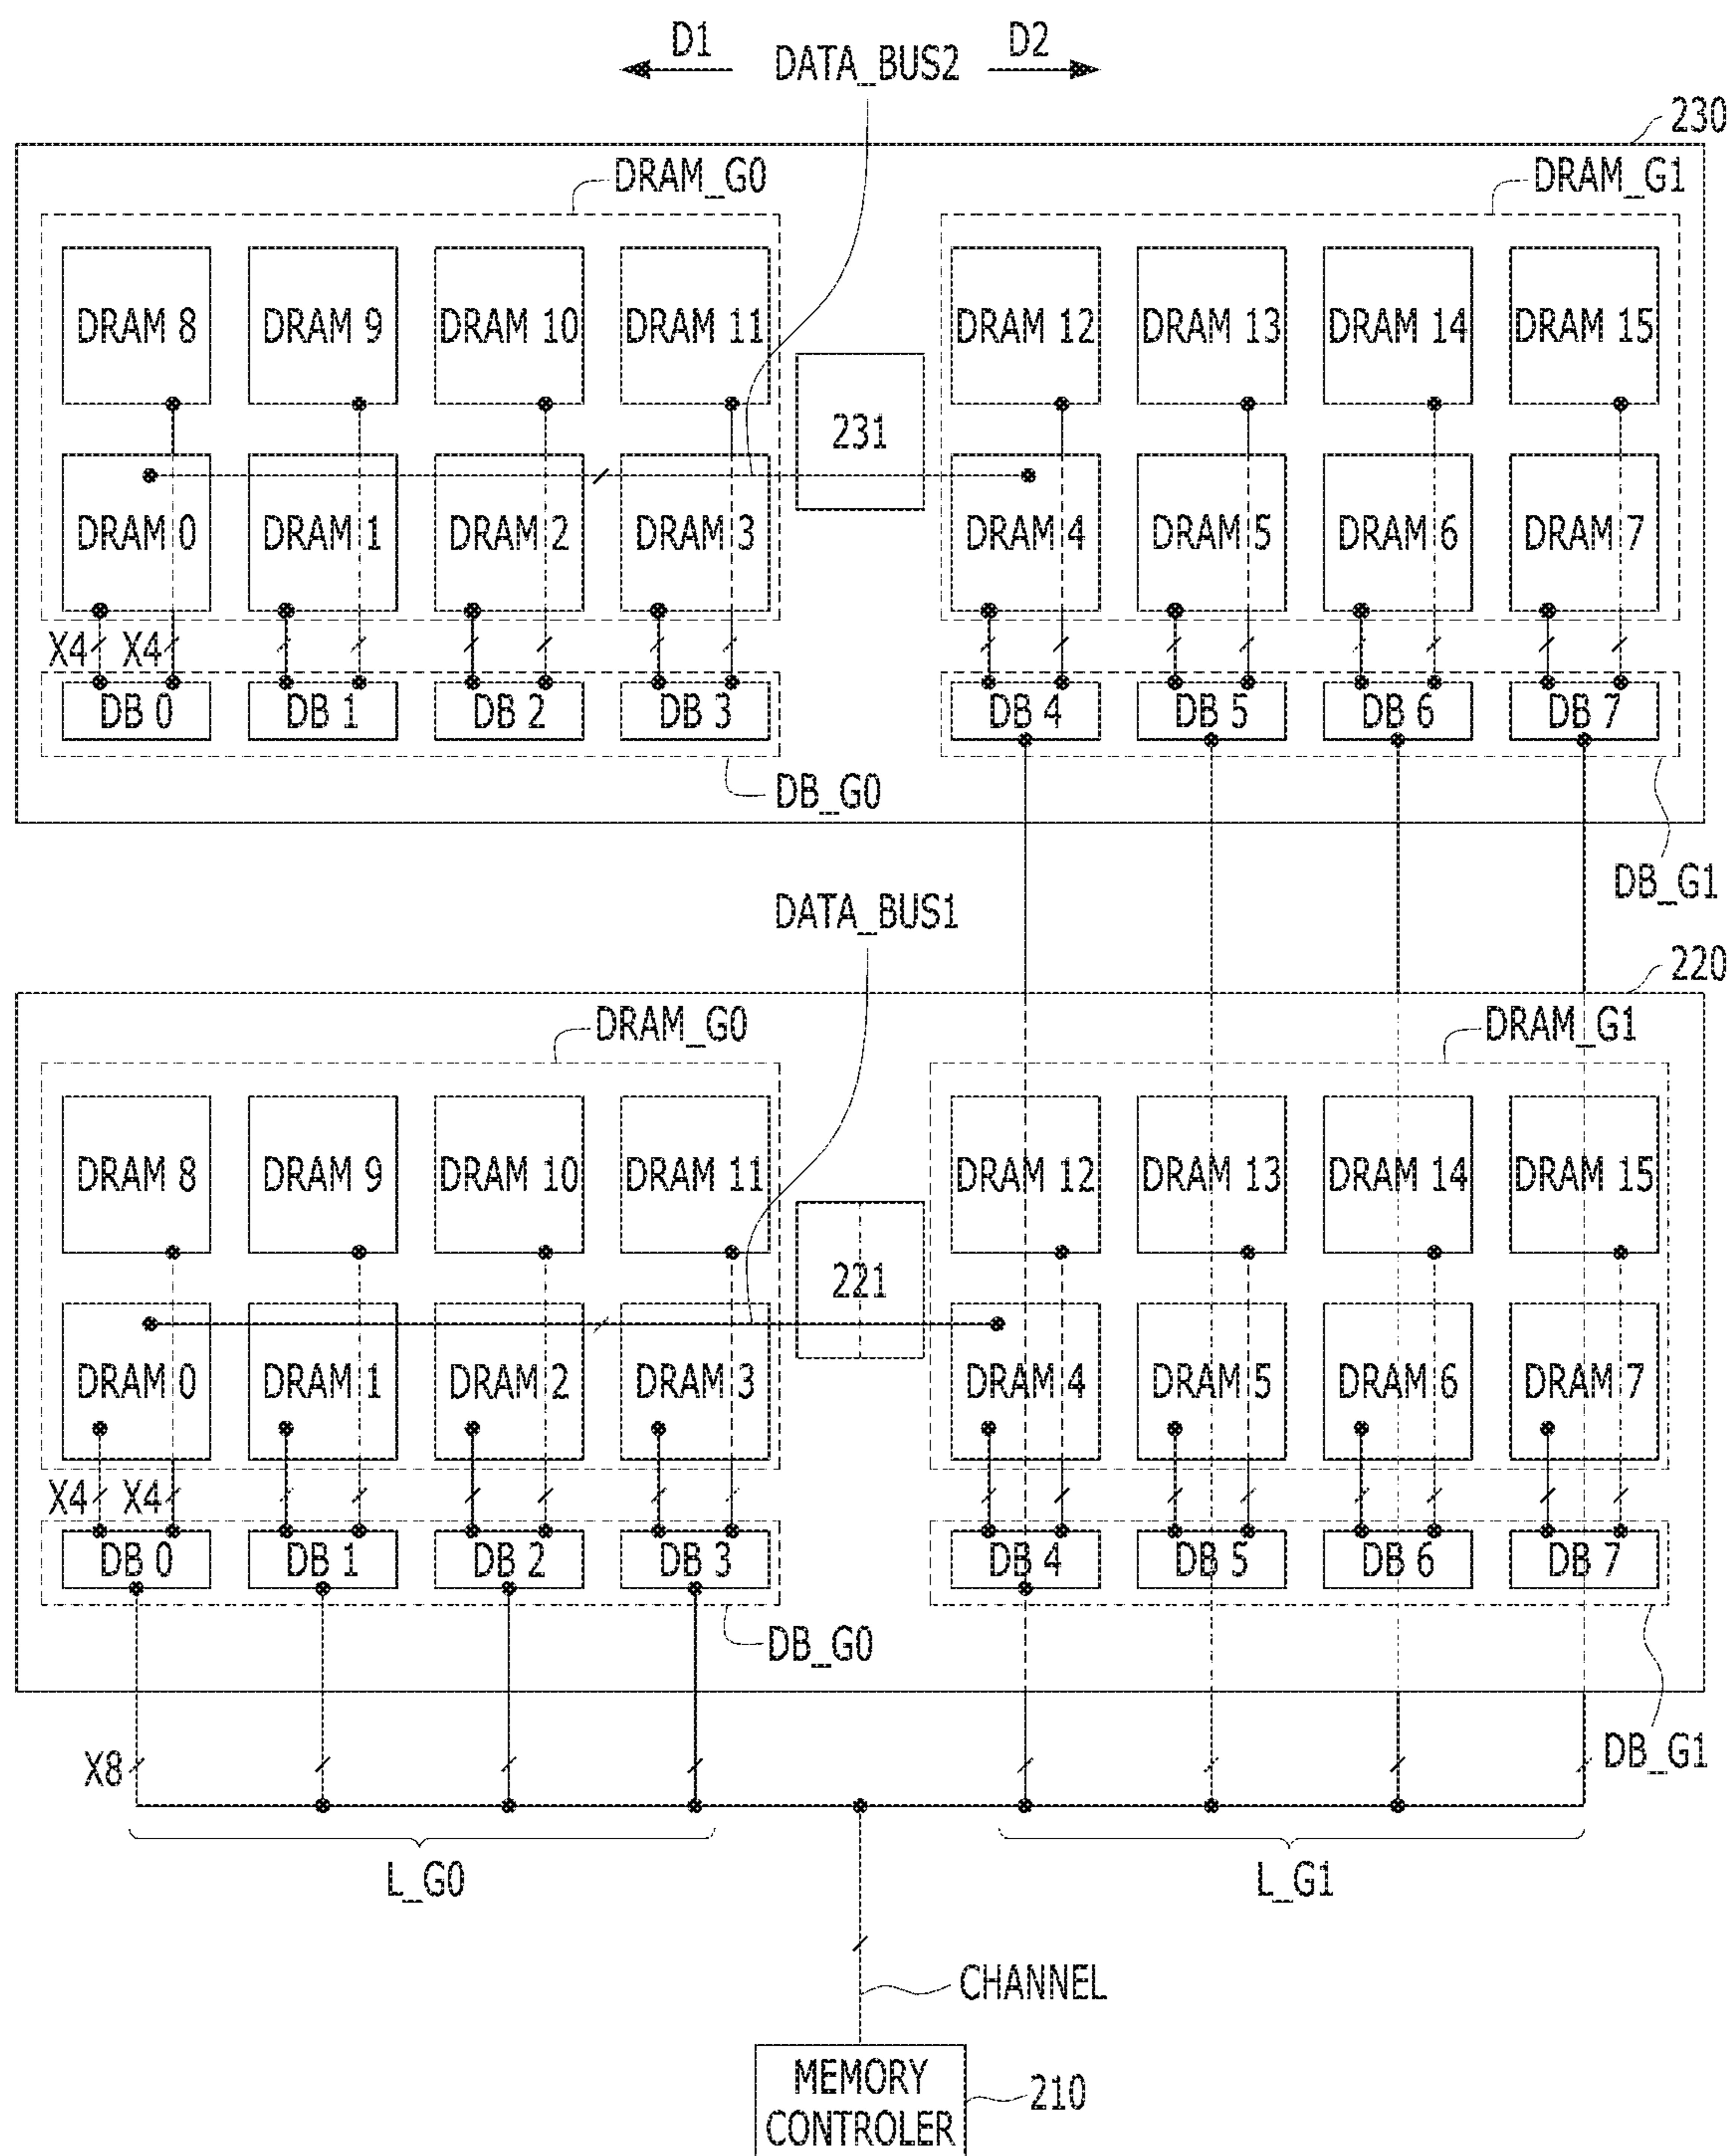 D1 DATA_BUS2 D2
230
DRAM_G0 DRAM_G1
DRAM 8 DRAM 9 DRAM 10 DRAM 11 DRAM 12 DRAM 13 DRAM 14 DRAM 15
231
DRAM 0 DRAM 1 DRAM 2 DRAM 3 DRAM 4 DRAM 5 DRAM 6 DRAM 7
X4 X4
DB 0 DB 1 DB 2 DB 3 DB 4 DB 5 DB 6 DB 7
DB_G0
DB_G1
DATA_BUS1
220
DRAM_G0 DRAM_G1
DRAM 8 DRAM 9 DRAM 10 DRAM 11 DRAM 12 DRAM 13 DRAM 14 DRAM 15
221
DRAM 0 DRAM 1 DRAM 2 DRAM 3 DRAM 4 DRAM 5 DRAM 6 DRAM 7
X4 X4
DB 0 DB 1 DB 2 DB 3 DB 4 DB 5 DB 6 DB 7
DB_G0
DB_G1
X8
L_G0 L_G1
CHANNEL
MEMORY
CONTROLER
210